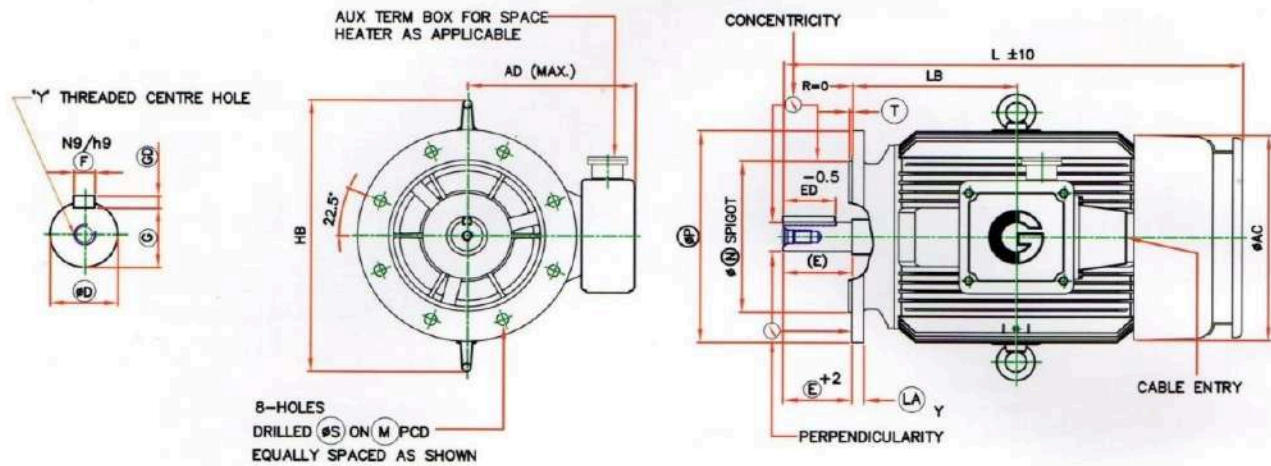 AUX TERM BOX FOR SPACE
HEATER AS APPLICABLE
CONCENTRICITY
L ±10
AD (MAX.)
R=0
LB
T
'Y' THREADED CENTRE HOLE
N9/h9
F
GD
G
øD
22.5°
HB
-0.5
ED
øP
ø N SPIGOT
(E)
øAC
E +2
LA Y
CABLE ENTRY
PERPENDICULARITY
8-HOLES
DRILLED øS ON M PCD
EQUALLY SPACED AS SHOWN